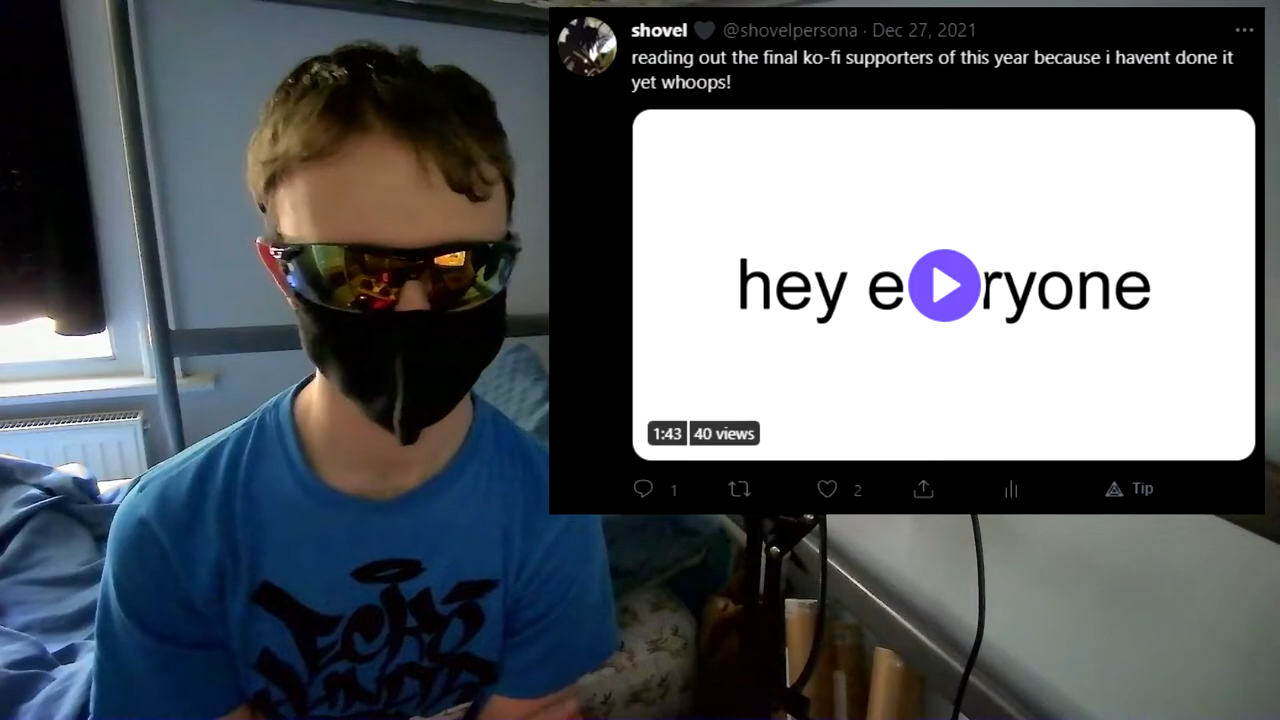 shovel 🖤 @shovelpersona · Dec 27, 2021
reading out the final ko-fi supporters of this year because i havent done it
yet whoops!
hey e ryone
1:43 40 views
1
2
Tip